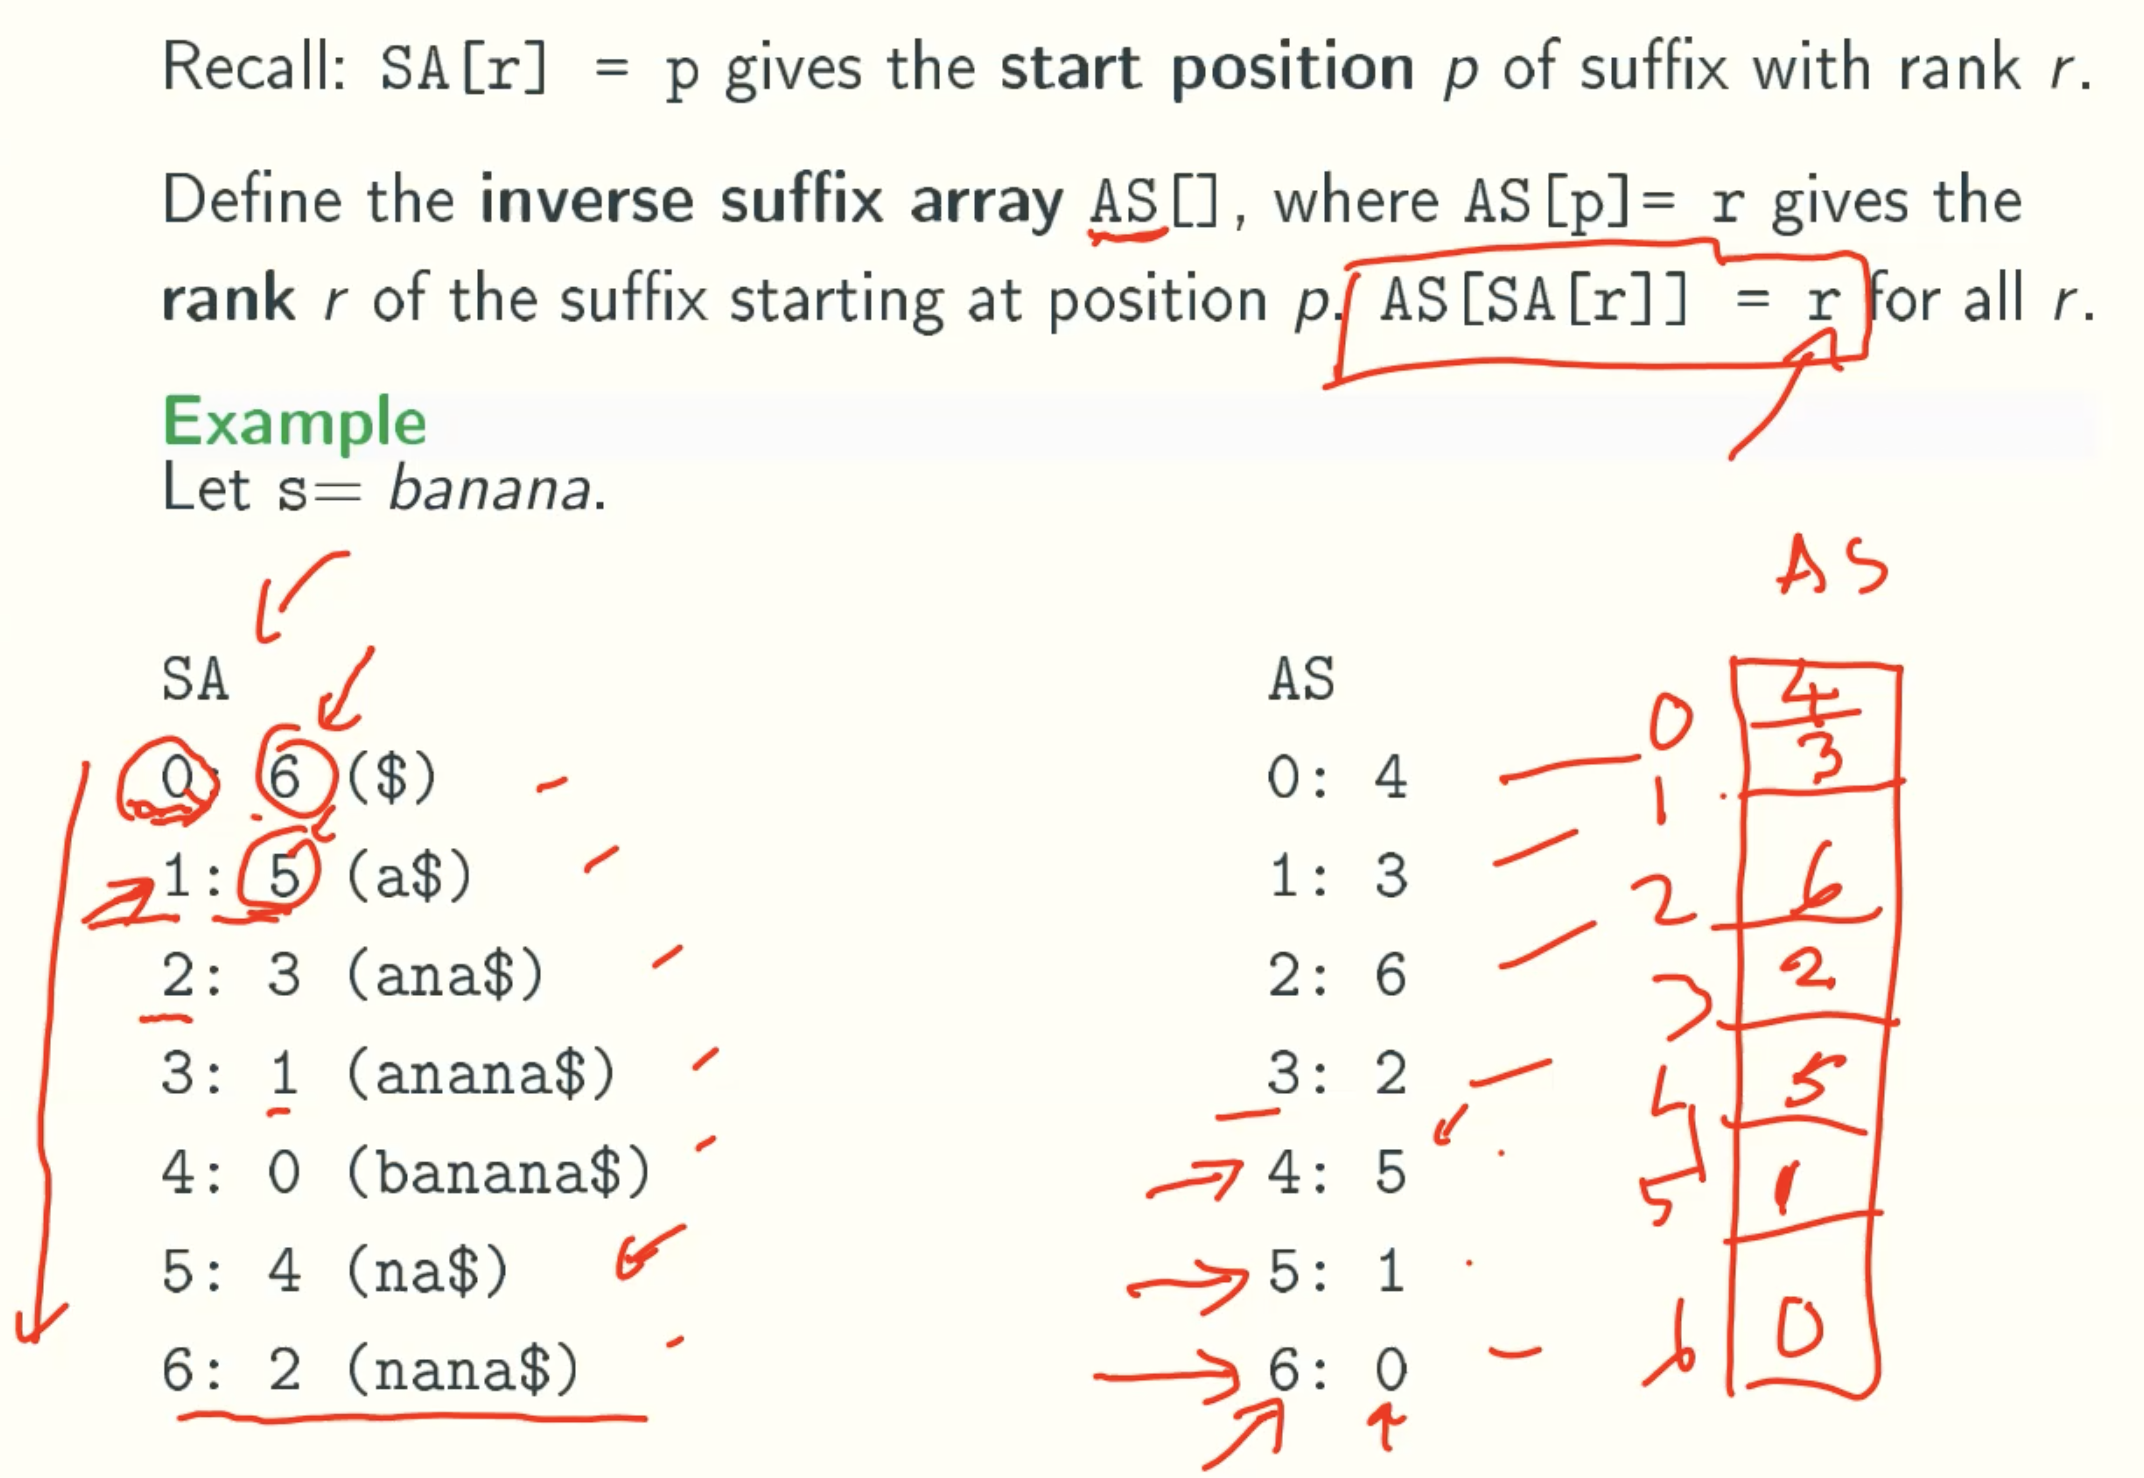 Recall: SA[r] = p gives the start position p of suffix with rank r.
Define the inverse suffix array AS[], where AS[p]= r gives the
rank r of the suffix starting at position p. AS[SA[r]] = r for all r.
Example
Let s= banana.
SA
0: 6 ($)
1: 5 (a$)
2: 3 (ana$)
3: 1 (anana$)
4: 0 (banana$)
5: 4 (na$)
6: 2 (nana$)
AS
0: 4
1: 3
2: 6
3: 2
4: 5
5: 1
6: 0
AS
0 4
1 3
2 6
3 2
4 5
5 1
6 0